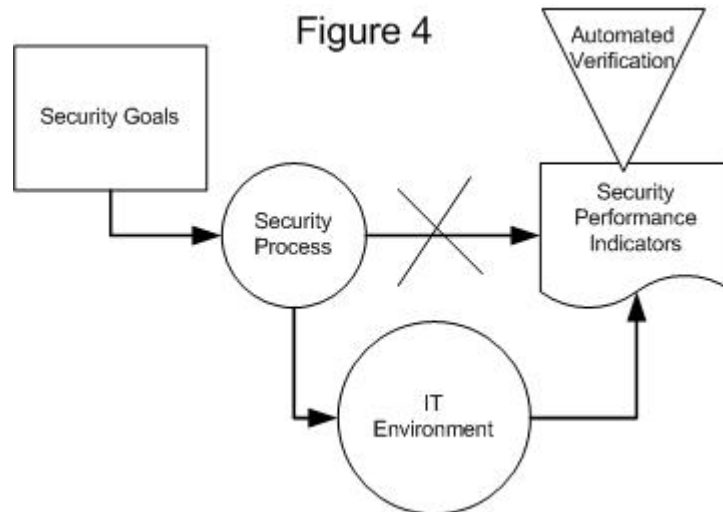 Figure 4
Automated
Verification
Security Goals
Security
Process
Security
Performance
Indicators
IT
Environment